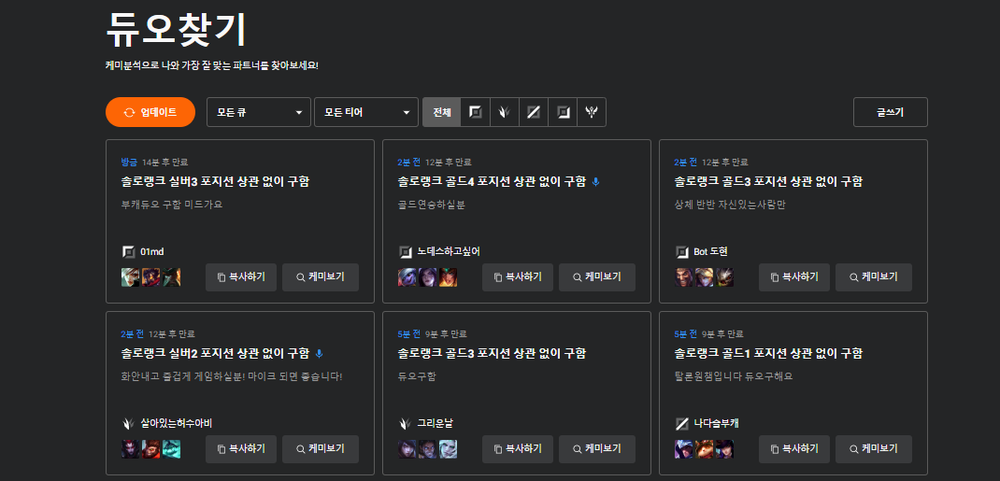 듀오찾기
케미분석으로 나와 가장 잘 맞는 파트너를 찾아보세요!
업데이트 모든 큐 모든 티어 전체 글쓰기
방금 14분 후 만료
솔로랭크 실버3 포지션 상관 없이 구함
부캐듀오 구함 미드가요
01md
복사하기 케미보기
2분 전 12분 후 만료
솔로랭크 골드4 포지션 상관 없이 구함
골드연승하실분
노데스하고싶어
복사하기 케미보기
2분 전 12분 후 만료
솔로랭크 골드3 포지션 상관 없이 구함
상체 반반 자신있는사람만
Bot 도현
복사하기 케미보기
2분 전 12분 후 만료
솔로랭크 실버2 포지션 상관 없이 구함
화안내고 즐겁게 게임하실분! 마이크 되면 좋습니다!
살아있는허수아비
복사하기 케미보기
5분 전 9분 후 만료
솔로랭크 골드3 포지션 상관 없이 구함
듀오구함
그리운날
복사하기 케미보기
5분 전 9분 후 만료
솔로랭크 골드1 포지션 상관 없이 구함
탈론원챔입니다 듀오구해요
나다슬부캐
복사하기 케미보기